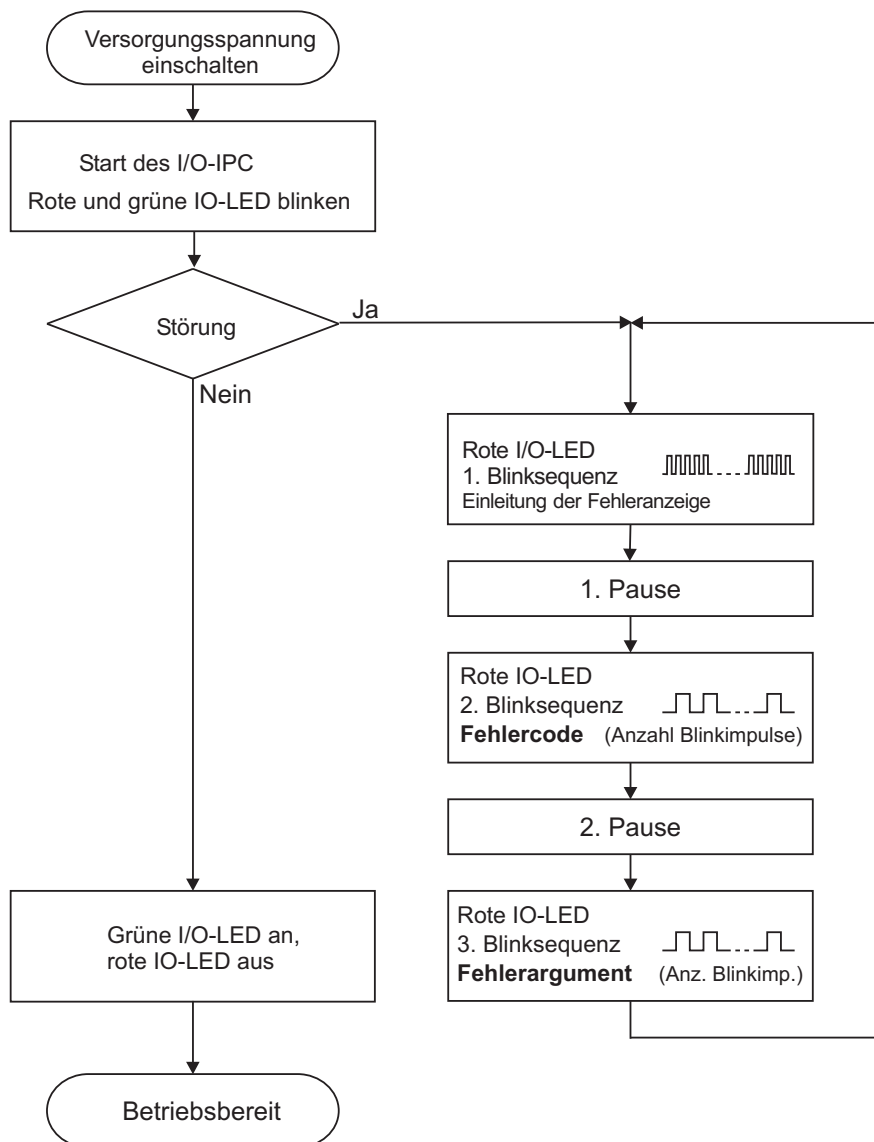 Versorgungsspannung
einschalten
Start des I/O-IPC
Rote und grüne IO-LED blinken
Störung
Ja
Nein
Rote I/O-LED
1. Blinksequenz
Einleitung der Fehleranzeige
1. Pause
Rote IO-LED
2. Blinksequenz
Fehlercode (Anzahl Blinkimpulse)
2. Pause
Rote IO-LED
3. Blinksequenz
Fehlerargument (Anz. Blinkimp.)
Grüne I/O-LED an,
rote IO-LED aus
Betriebsbereit